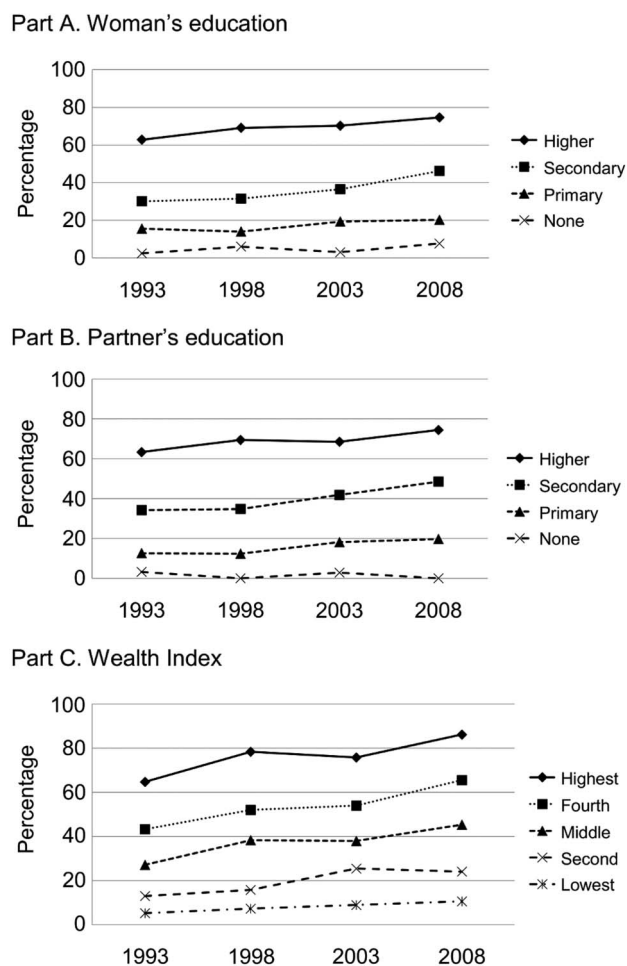 Part A. Woman's education
100
80
60
40
20
0
Percentage
1993 1998 2003 2008
Higher
Secondary
Primary
None
Part B. Partner's education
100
80
60
40
20
0
Percentage
1993 1998 2003 2008
Higher
Secondary
Primary
None
Part C. Wealth Index
100
80
60
40
20
0
Percentage
1993 1998 2003 2008
Highest
Fourth
Middle
Second
Lowest